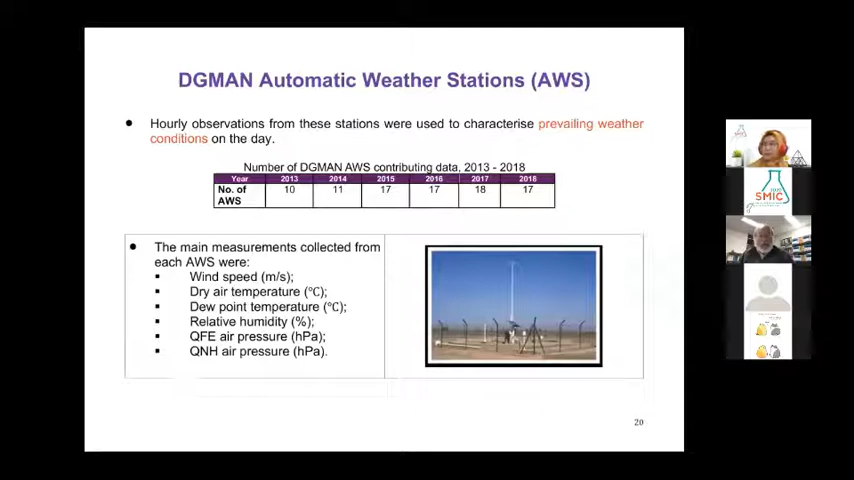 DGMAN Automatic Weather Stations (AWS)
● Hourly observations from these stations were used to characterise prevailing weather
conditions on the day.
Number of DGMAN AWS contributing data, 2013 - 2018
Year 2013 2014 2015 2016 2017 2018
No. of 10 11 17 17 18 17
AWS
● The main measurements collected from
each AWS were:
▪ Wind speed (m/s);
▪ Dry air temperature (°C);
▪ Dew point temperature (°C);
▪ Relative humidity (%);
▪ QFE air pressure (hPa);
▪ QNH air pressure (hPa).
20
SMIC